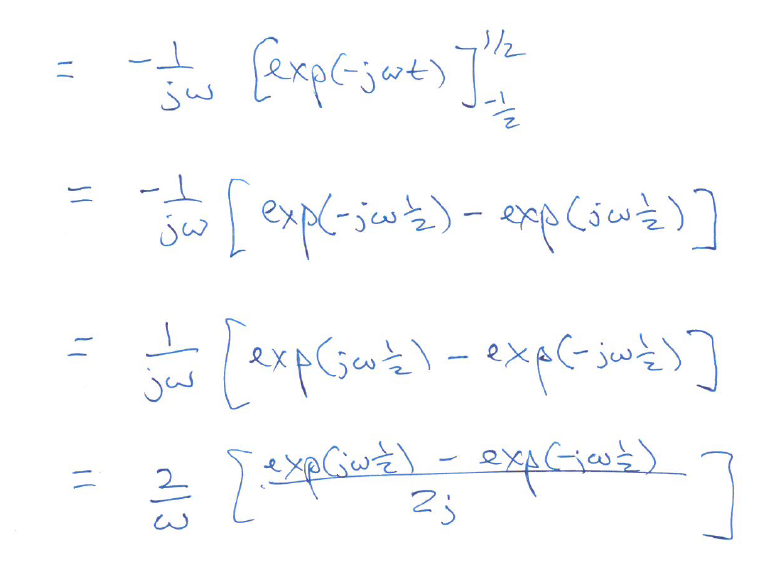 = -1/jω [exp(-jωt)]_{-1/2}^{1/2}
= -1/jω [exp(-jω 1/2) - exp(jω 1/2)]
= 1/jω [exp(jω 1/2) - exp(-jω 1/2)]
= 2/ω [(exp(jω 1/2) - exp(-jω 1/2))/2j]